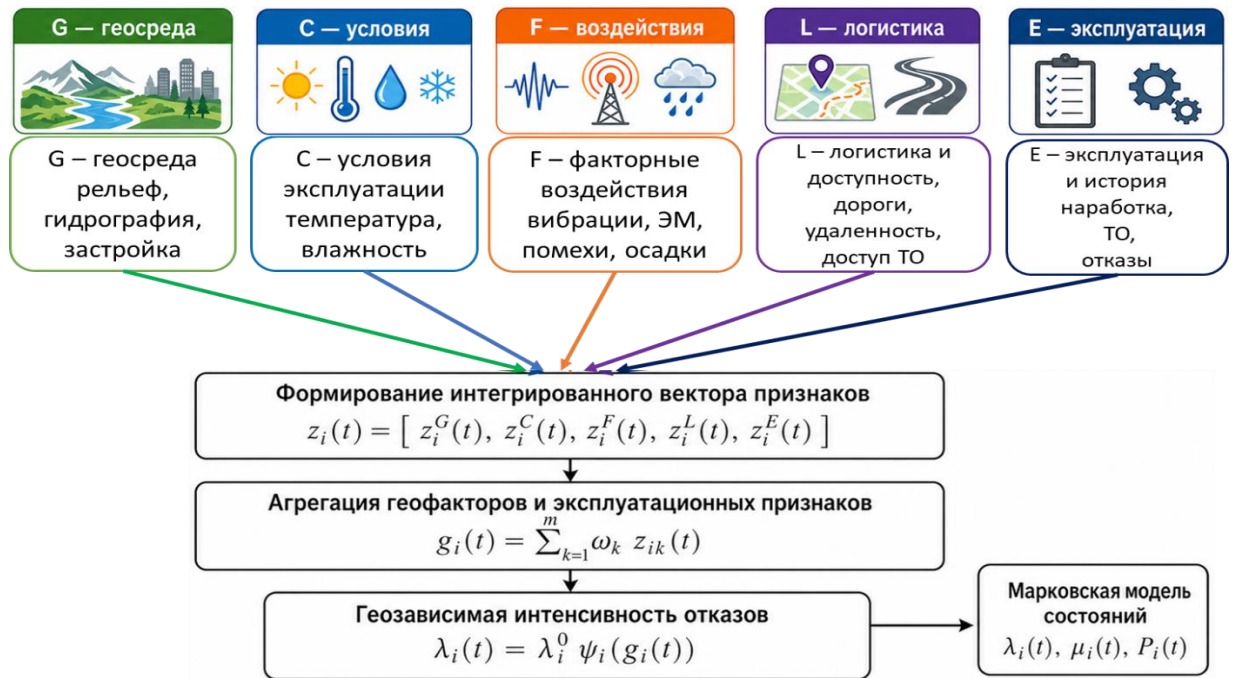 G — геосреда
C — условия
F — воздействия
L — логистика
E — эксплуатация
G – геосреда
рельеф,
гидрография,
застройка
C – условия
эксплуатации
температура,
влажность
F – факторные
воздействия
вибрации, ЭМ,
помехи, осадки
L – логистика и
доступность,
дороги,
удаленность,
доступ ТО
E – эксплуатация
и история
наработка,
ТО,
отказы
Формирование интегрированного вектора признаков
z_i(t) = [ z_i^G(t), z_i^C(t), z_i^F(t), z_i^L(t), z_i^E(t) ]
Агрегация геофакторов и эксплуатационных признаков
g_i(t) = ∑_{k=1}^m ω_k z_{ik}(t)
Геозависимая интенсивность отказов
λ_i(t) = λ_i^0 ψ_i(g_i(t))
Марковская модель
состояний
λ_i(t), μ_i(t), P_i(t)